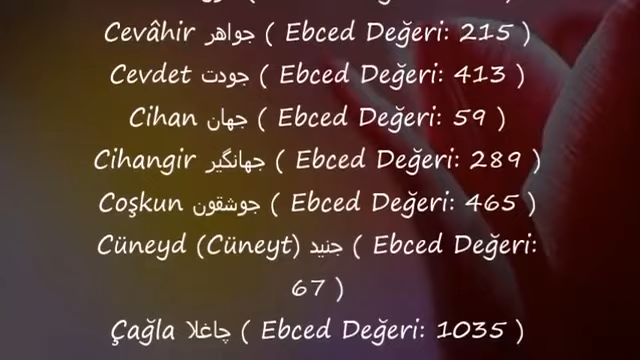 Cevâhir جواهر ( Ebced Değeri: 215 )
Cevdet جودت ( Ebced Değeri: 413 )
Cihan جهان ( Ebced Değeri: 59 )
Cihangir جهانگير ( Ebced Değeri: 289 )
Coşkun جوشقون ( Ebced Değeri: 465 )
Cüneyd (Cüneyt) جنيد ( Ebced Değeri:
67 )
Çağla چاغلا ( Ebced Değeri: 1035 )